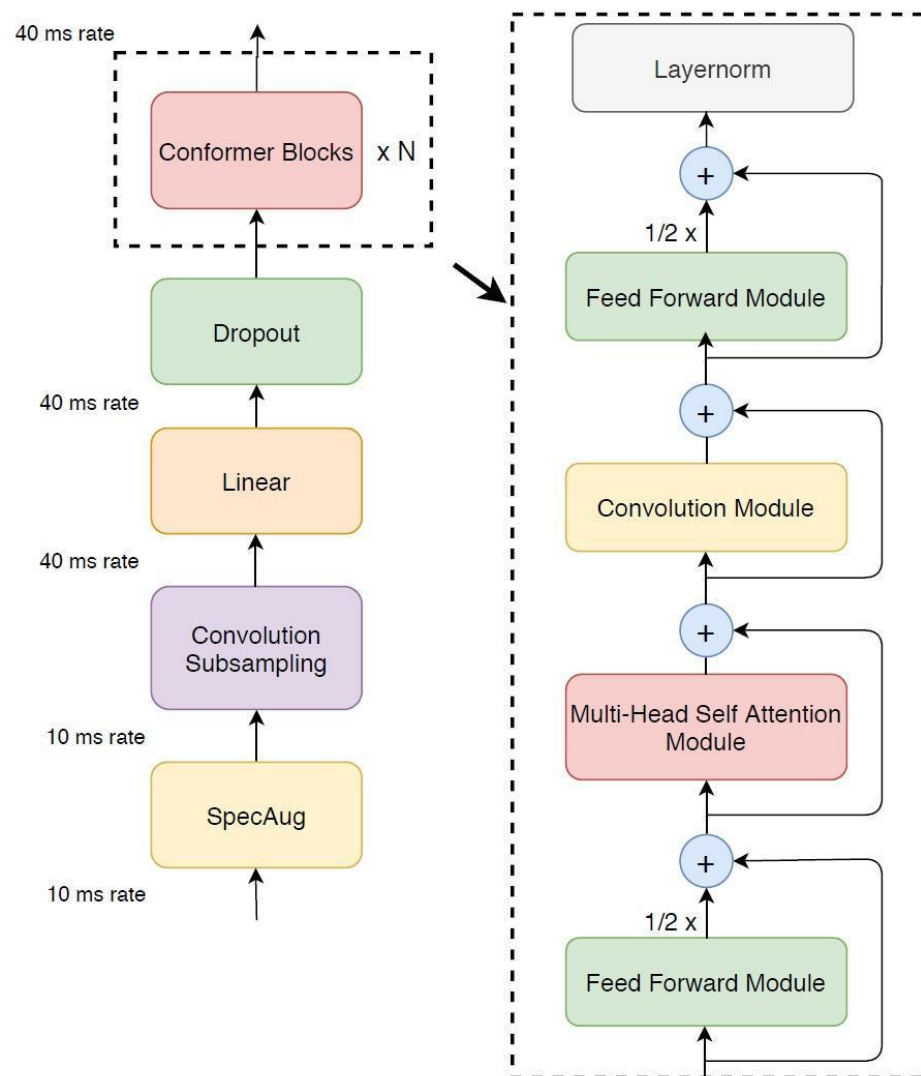 40 ms rate
Conformer Blocks
x N
Dropout
40 ms rate
Linear
40 ms rate
Convolution
Subsampling
10 ms rate
SpecAug
10 ms rate
Layernorm
+
1/2 x
Feed Forward Module
+
Convolution Module
+
Multi-Head Self Attention
Module
+
1/2 x
Feed Forward Module